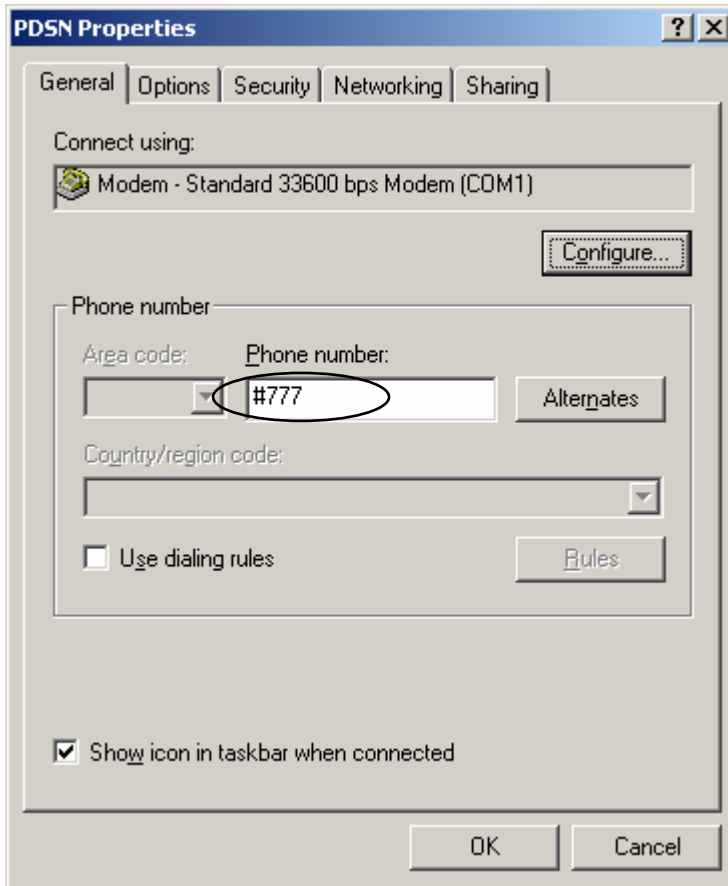 PDSN Properties
General Options Security Networking Sharing
Connect using:
Modem - Standard 33600 bps Modem (COM1)
Configure...
Phone number
Area code: Phone number:
#777 Alternates
Country/region code:
Use dialing rules Rules
Show icon in taskbar when connected
OK Cancel